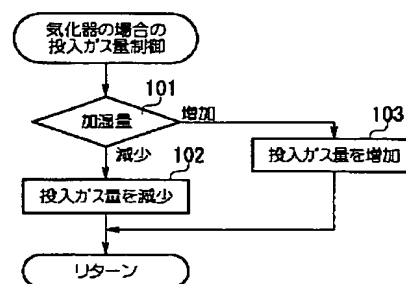 気化器の場合の
投入ガス量制御
101
加湿量
増加
103
減少
102
投入ガス量を増加
投入ガス量を減少
リターン